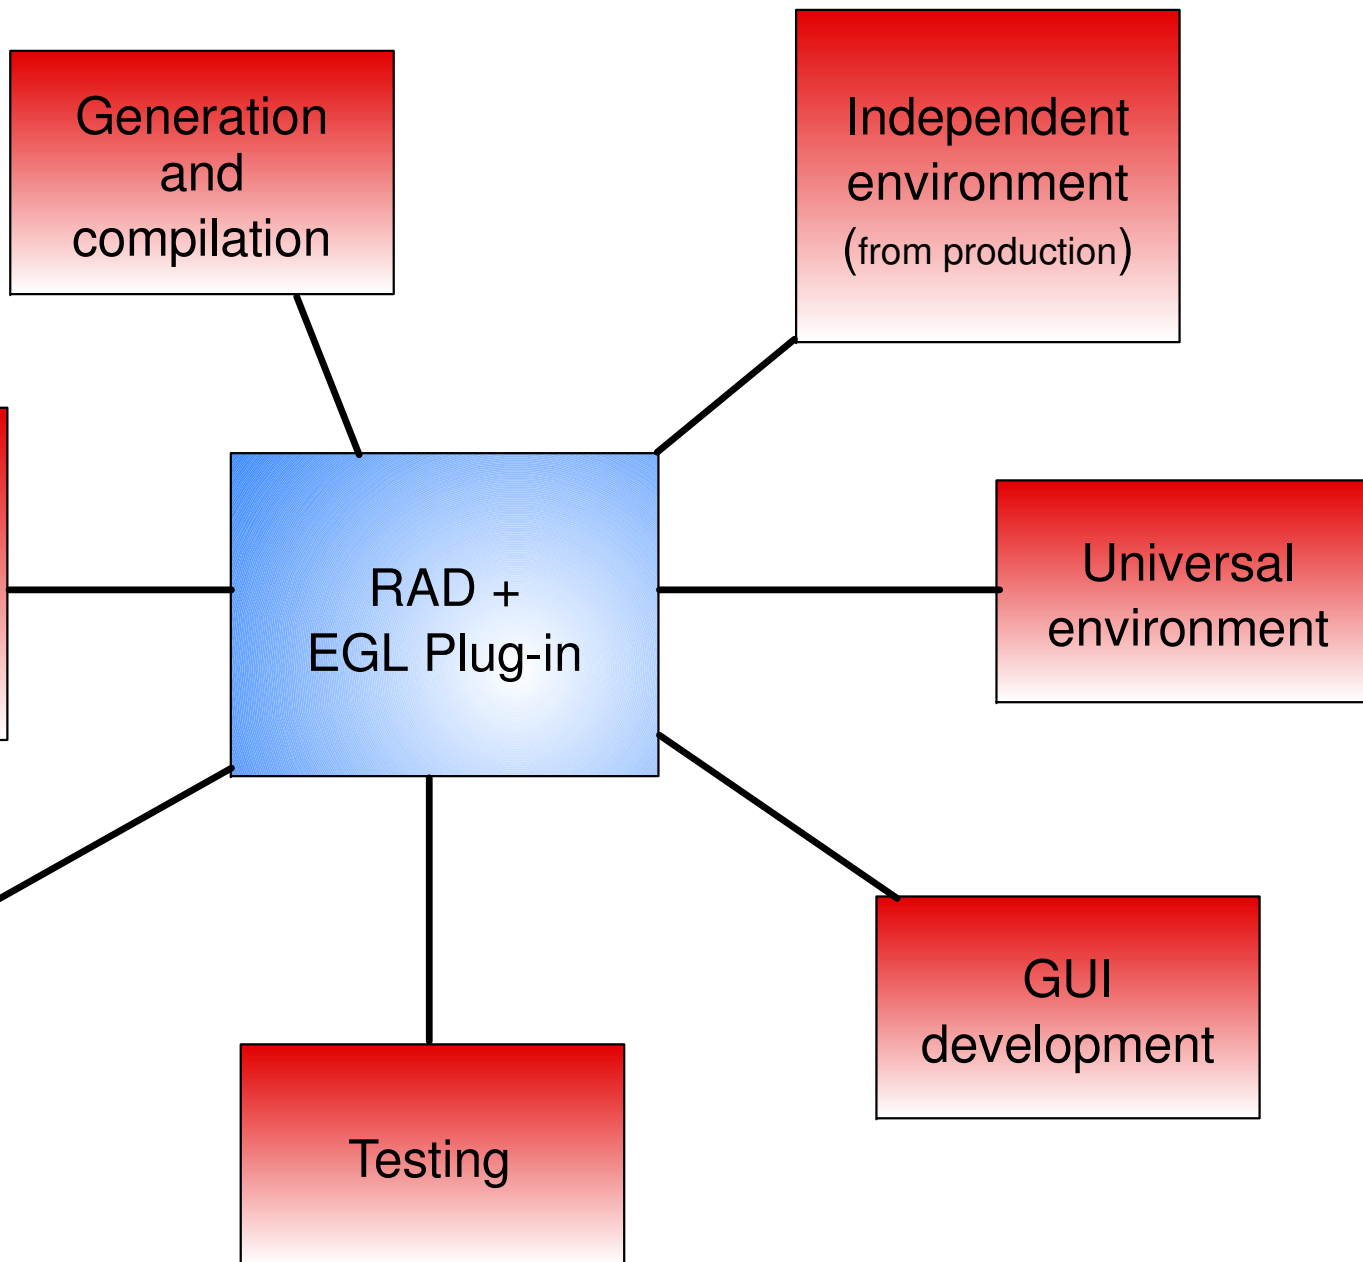 Generation
and
compilation
Independent
environment
(from production)
RAD +
EGL Plug-in
Universal
environment
GUI
development
Testing